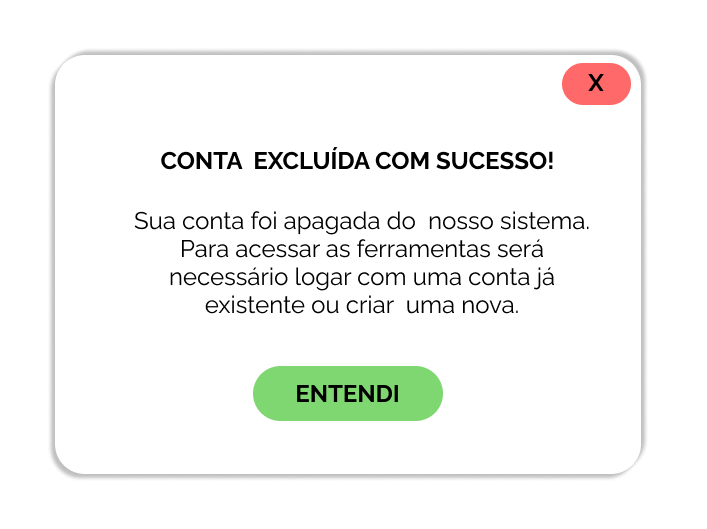 X
CONTA  EXCLUÍDA COM SUCESSO!
Sua conta foi apagada do  nosso sistema.
Para acessar as ferramentas será
necessário logar com uma conta já
existente ou criar  uma nova.
ENTENDI